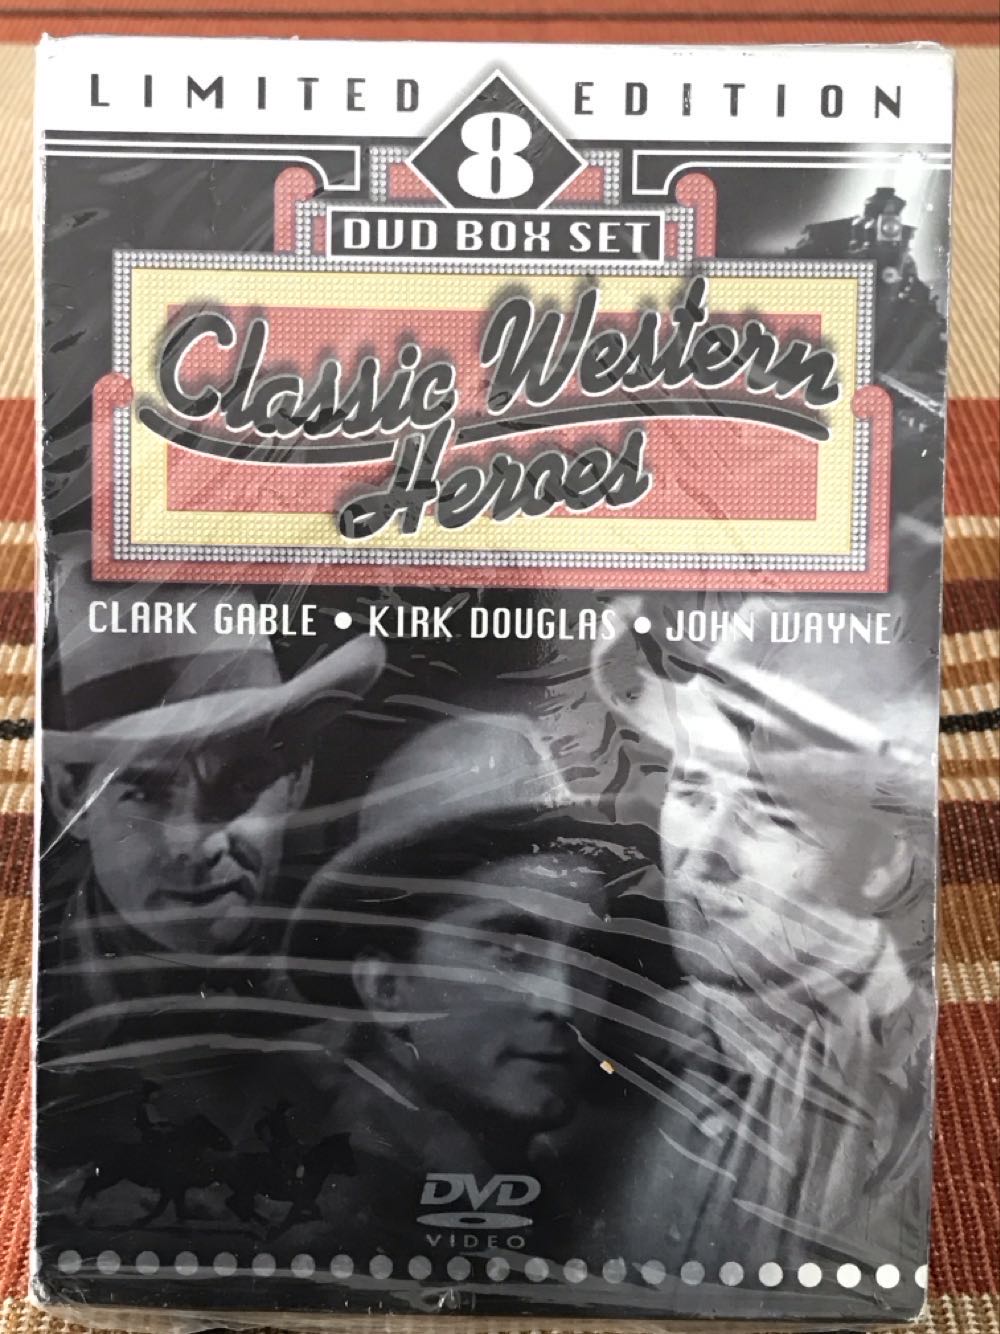 LIMITED EDITION
8
DVD BOX SET
Classic Western
Heroes
CLARK GABLE • KIRK DOUGLAS • JOHN WAYNE
DVD
VIDEO